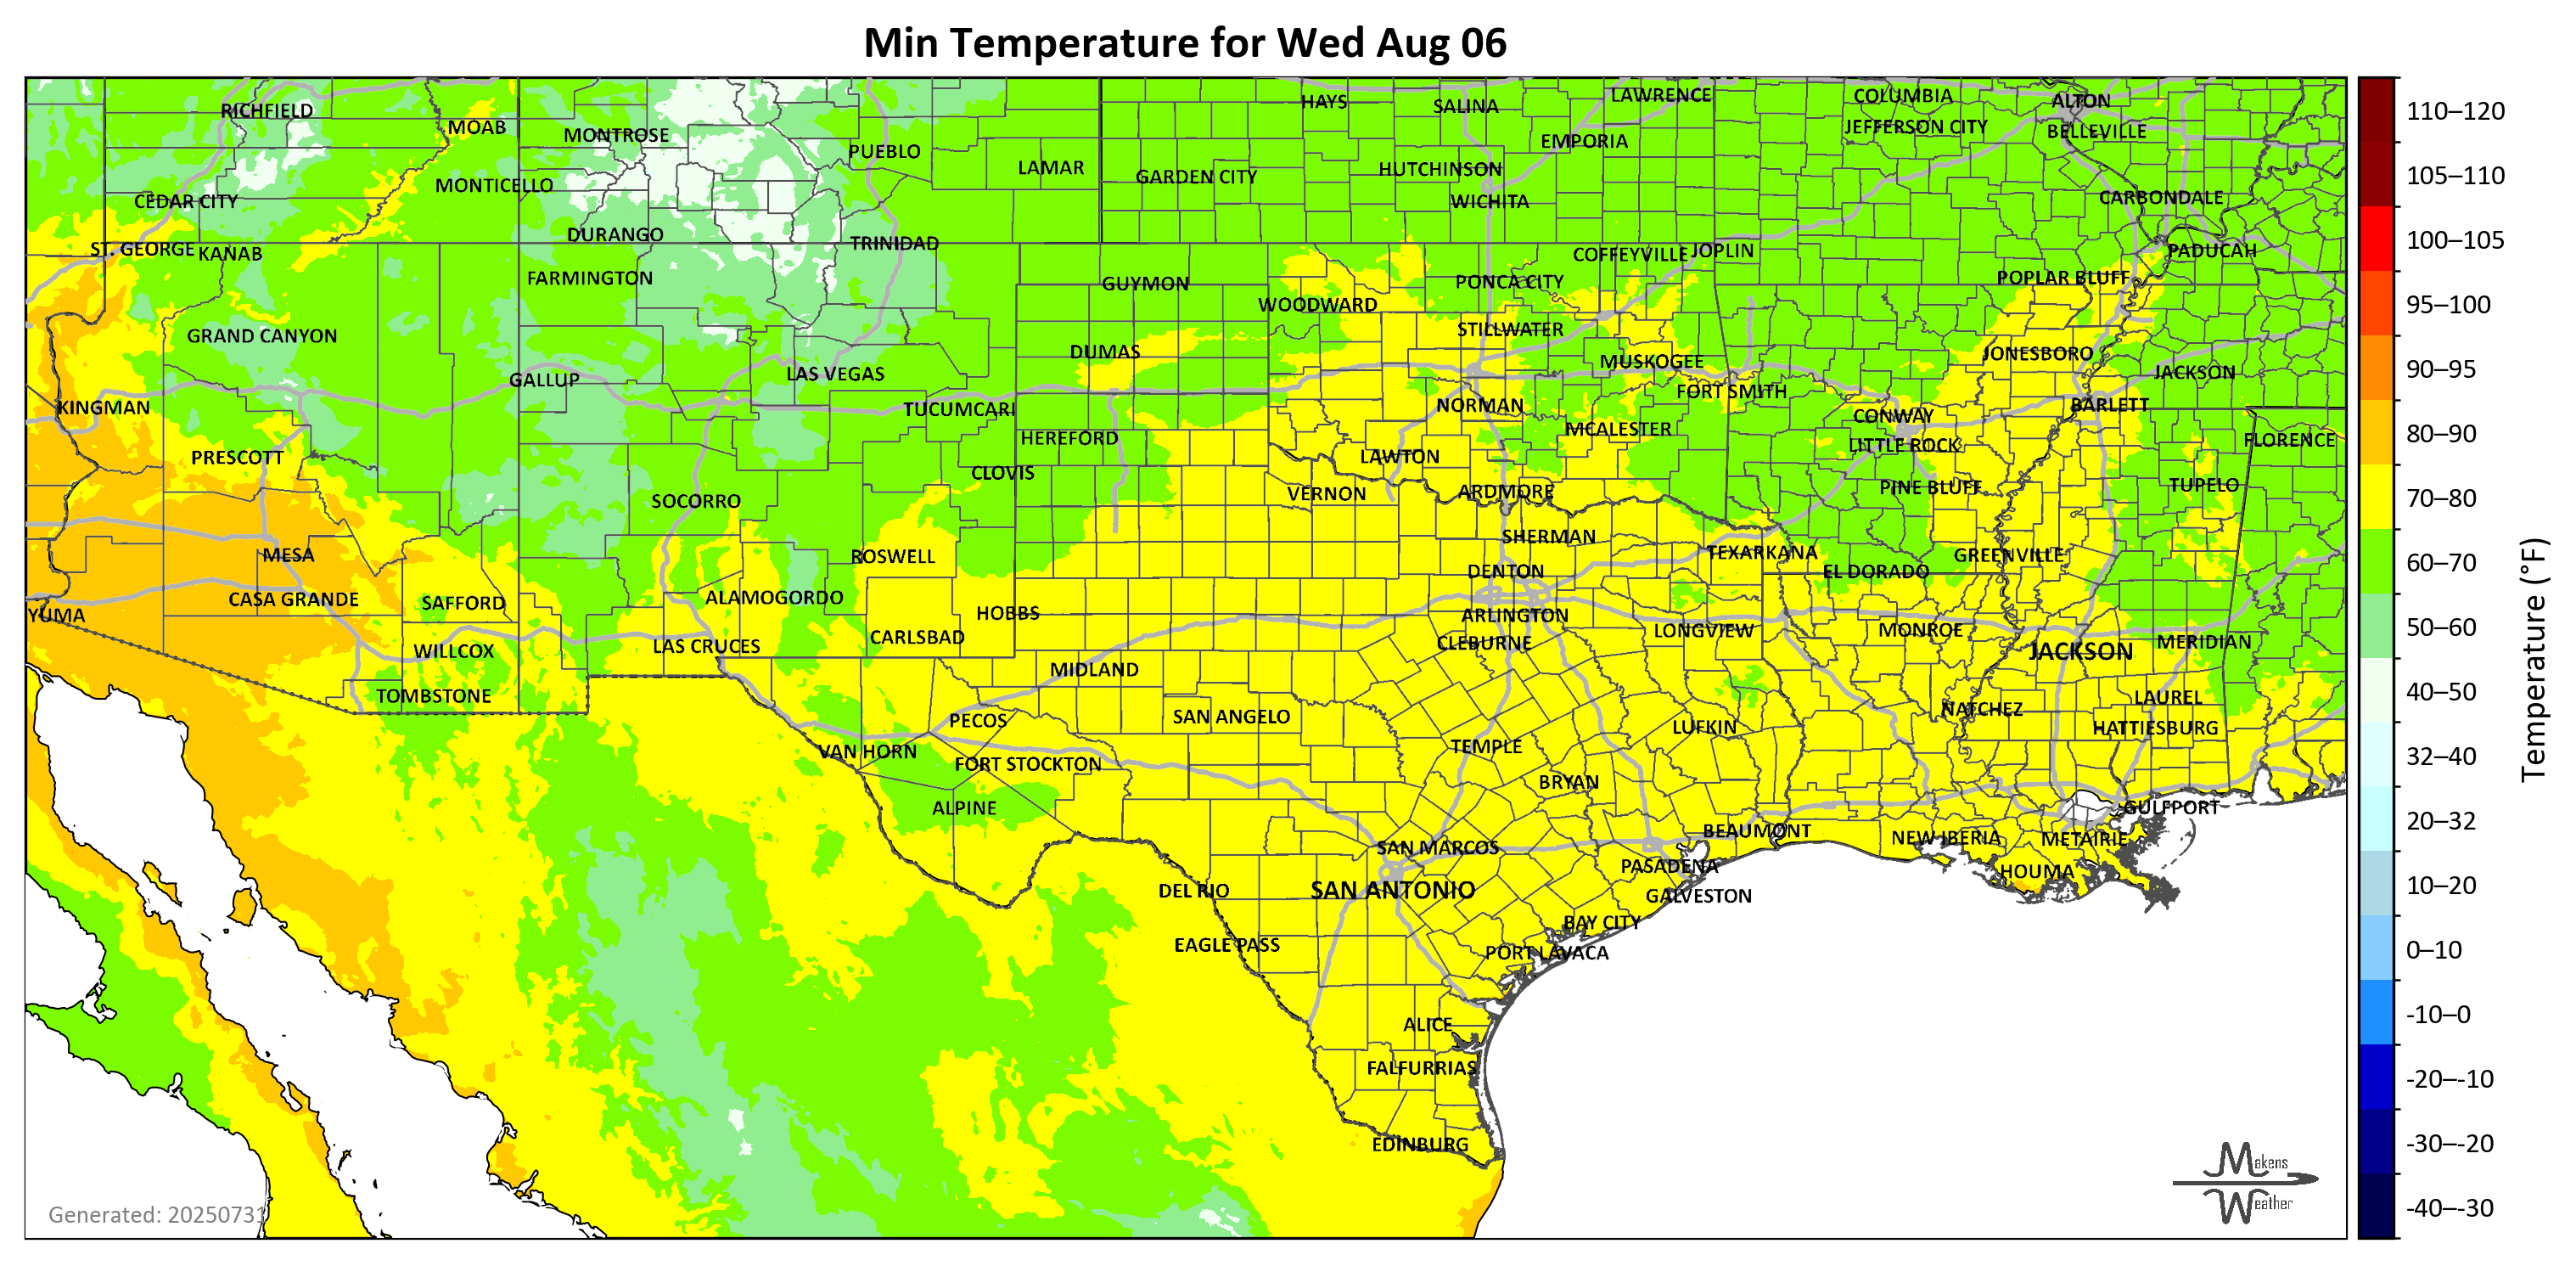 Min Temperature for Wed Aug 06
RICHFIELD
MOAB
MONTROSE
PUEBLO
LAMAR
HAYS
SALINA
LAWRENCE
COLUMBIA
ALTON
JEFFERSON CITY
BELLEVILLE
EMPORIA
MONTICELLO
GARDEN CITY
HUTCHINSON
WICHITA
CEDAR CITY
CARBONDALE
DURANGO
TRINIDAD
ST. GEORGE
KANAB
FARMINGTON
GUYMON
COFFEYVILLE
JOPLIN
PADUCAH
PONCA CITY
POPLAR BLUFF
WOODWARD
GRAND CANYON
STILLWATER
DUMAS
MUSKOGEE
JONESBORO
GALLUP
LAS VEGAS
JACKSON
FORT SMITH
KINGMAN
TUCUMCARI
NORMAN
BARLETT
CONWAY
HEREFORD
MCALESTER
LITTLE ROCK
FLORENCE
PRESCOTT
CLOVIS
LAWTON
SOCORRO
VERNON
ARDMORE
PINE BLUFF
TUPELO
MESA
ROSWELL
SHERMAN
TEXARKANA
GREENVILLE
DENTON
EL DORADO
CASA GRANDE
SAFFORD
ALAMOGORDO
YUMA
HOBBS
ARLINGTON
LAS CRUCES
CARLSBAD
CLEBURNE
LONGVIEW
MONROE
MERIDIAN
WILLCOX
JACKSON
MIDLAND
TOMBSTONE
LAUREL
PECOS
SAN ANGELO
NATCHEZ
LUFKIN
HATTIESBURG
VAN HORN
TEMPLE
FORT STOCKTON
BRYAN
ALPINE
GULFPORT
BEAUMONT
NEW IBERIA
METAIRIE
SAN MARCOS
PASADENA
HOUMA
DEL RIO
SAN ANTONIO
GALVESTON
BAY CITY
EAGLE PASS
PORT LAVACA
ALICE
FALFURRIAS
EDINBURG
Generated: 20250731
Makens
Weather
110–120
105–110
100–105
95–100
90–95
80–90
70–80
60–70
50–60
40–50
32–40
20–32
10–20
0–10
-10–0
-20–-10
-30–-20
-40–-30
Temperature (°F)